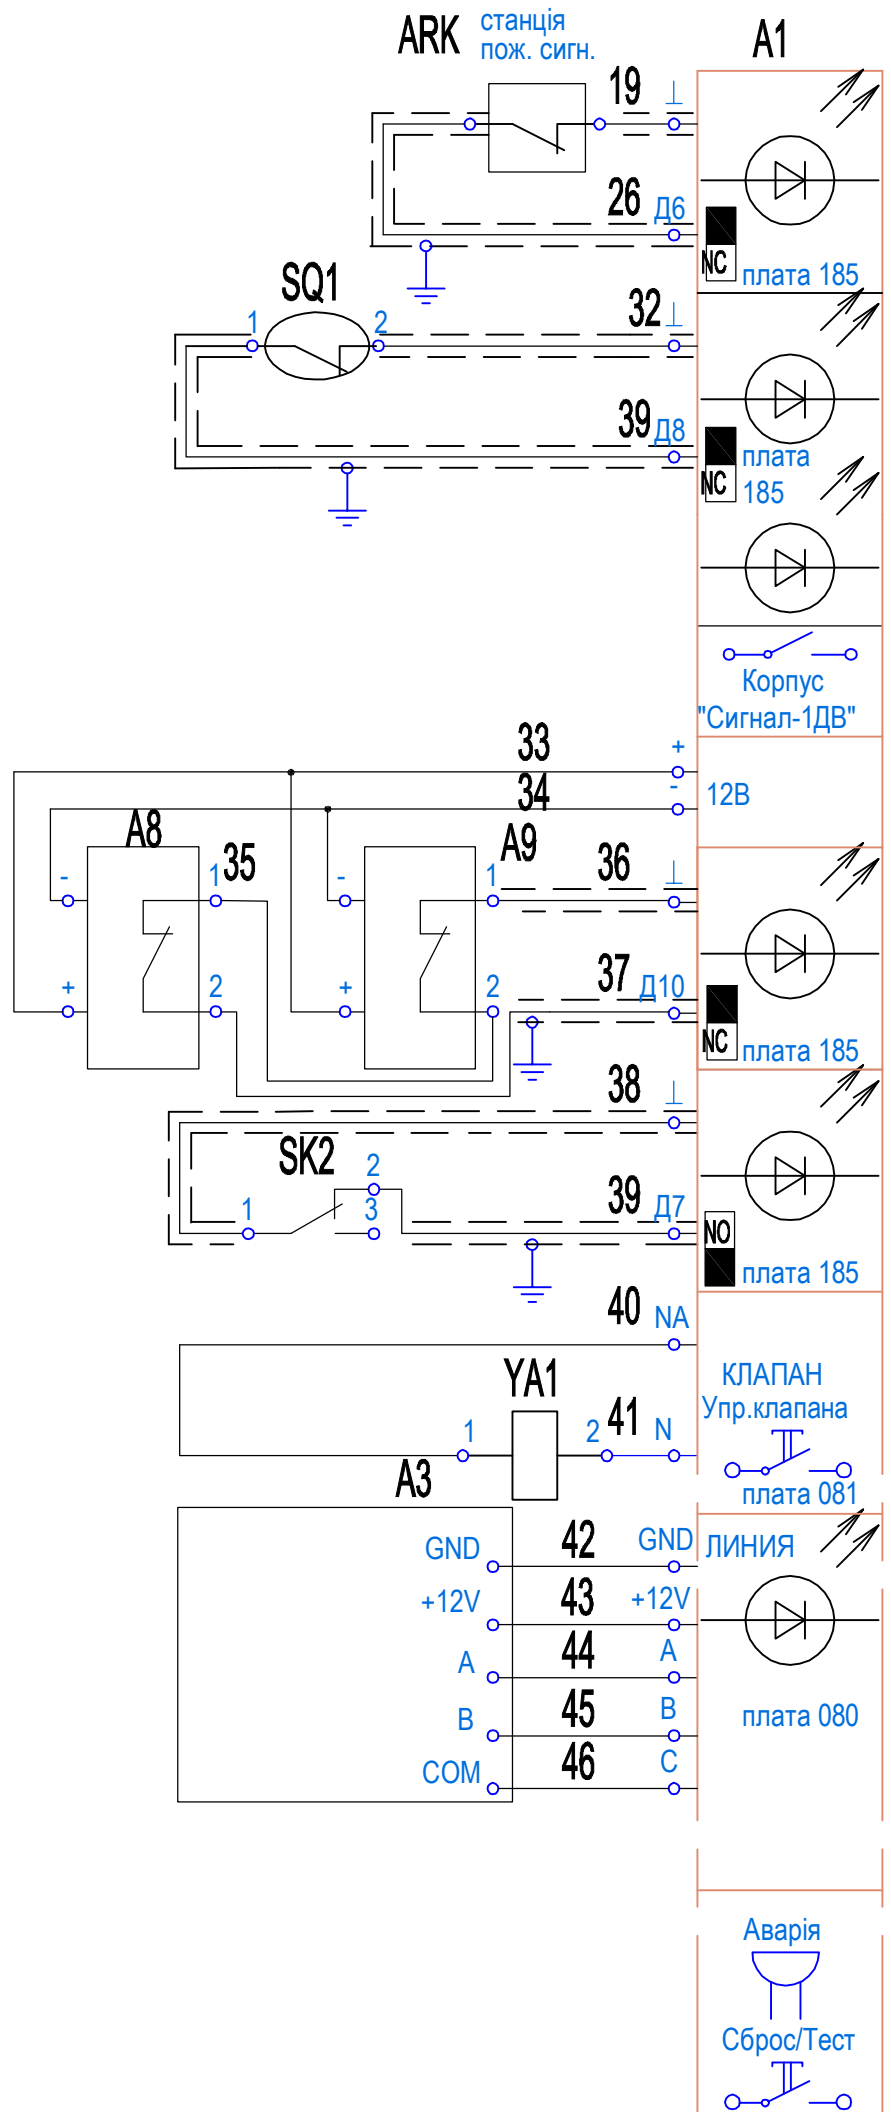 ARK
станція
пож. сигн.
A1
19
⊥
26
Д6
NC
плата 185
SQ1
1
2
32
⊥
39
Д8
NC
плата
185
Корпус
"Сигнал-1ДВ"
33
+
34
-
12В
A8
A9
1
35
-
-
1
36
⊥
+
2
+
2
37
Д10
NC
плата 185
38
⊥
SK2
2
1
3
39
Д7
NO
плата 185
40
NA
YA1
КЛАПАН
Упр.клапана
1
2
41
N
A3
плата 081
GND
42
GND
ЛИНИЯ
+12V
43
+12V
A
44
A
B
45
B
плата 080
COM
46
C
Аварія
Сброс/Тест